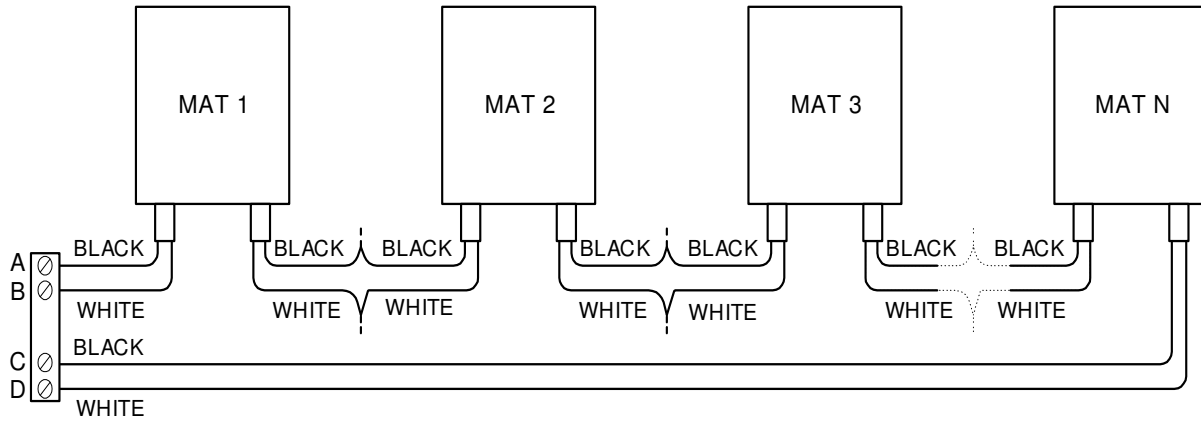 MAT 1 MAT 2 MAT 3 MAT N
BLACK BLACK BLACK BLACK BLACK BLACK BLACK
A
B
WHITE WHITE WHITE WHITE WHITE WHITE WHITE
BLACK
C
D
WHITE